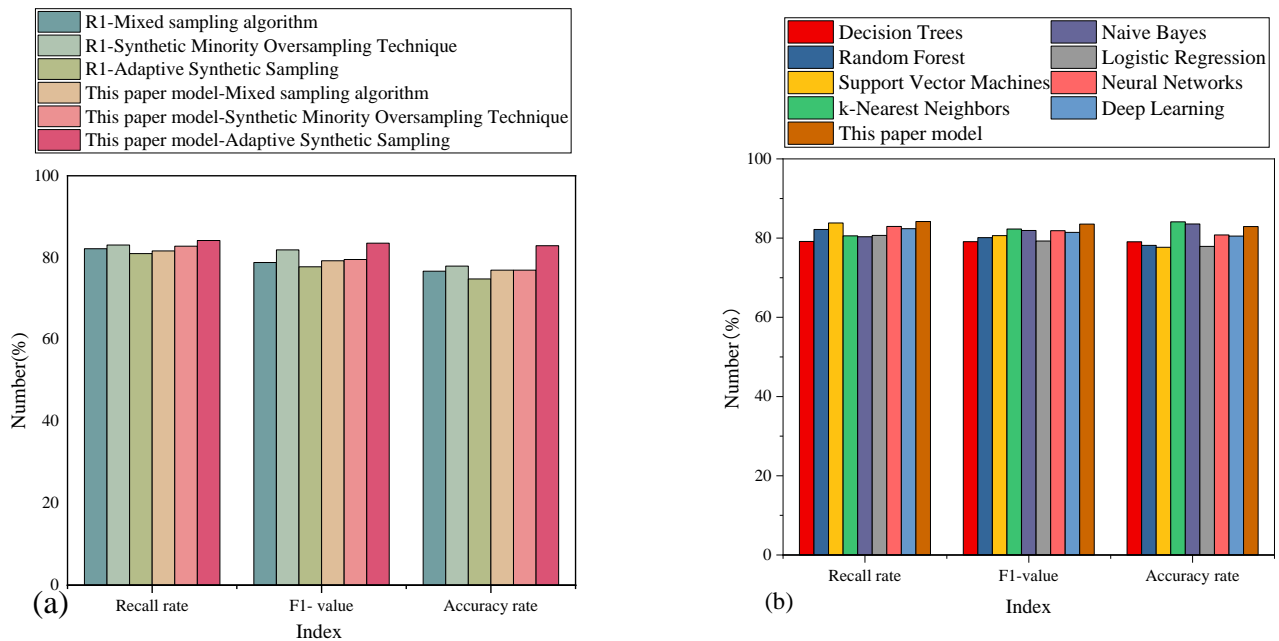 R1-Mixed sampling algorithm
R1-Synthetic Minority Oversampling Technique
R1-Adaptive Synthetic Sampling
This paper model-Mixed sampling algorithm
This paper model-Synthetic Minority Oversampling Technique
This paper model-Adaptive Synthetic Sampling
100
80
60
40
20
0
Number(%)
Recall rate
F1- value
Accuracy rate
Index
(a)
Decision Trees
Random Forest
Support Vector Machines
k-Nearest Neighbors
This paper model
Naive Bayes
Logistic Regression
Neural Networks
Deep Learning
100
80
60
40
20
0
Number(%)
Recall rate
F1-value
Accuracy rate
Index
(b)